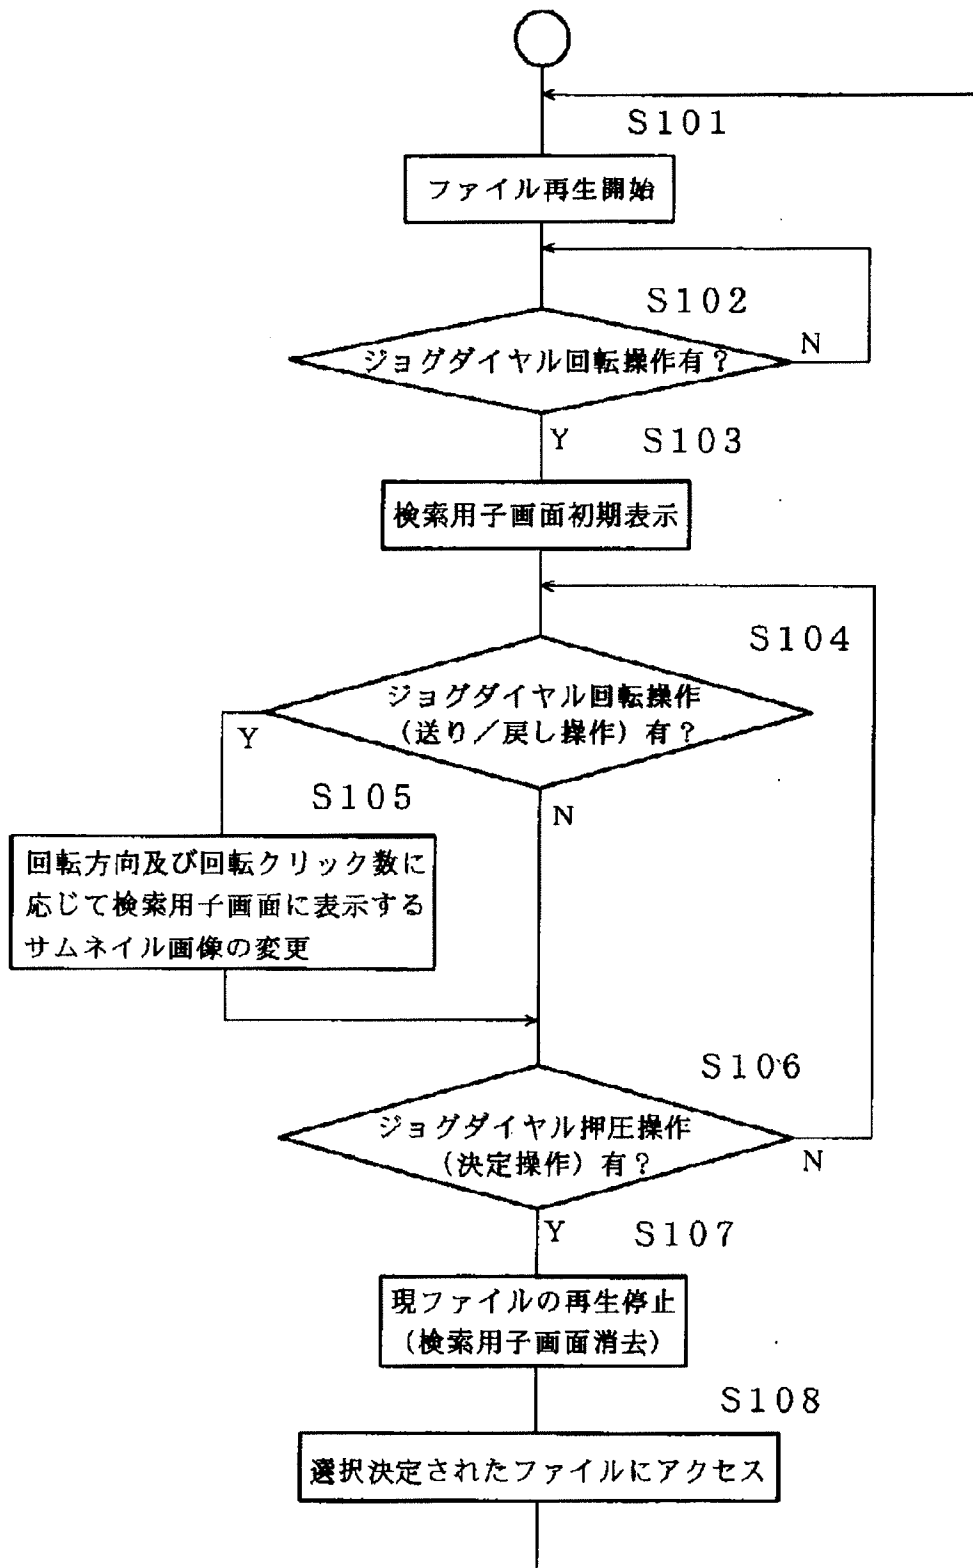 S101
ファイル再生開始
S102
ジョグダイヤル回転操作有?
N
Y
S103
検索用子画面初期表示
S104
ジョグダイヤル回転操作
(送り/戻し操作)有?
Y
N
S105
回転方向及び回転クリック数に
応じて検索用子画面に表示する
サムネイル画像の変更
S106
ジョグダイヤル押圧操作
(決定操作)有?
N
Y
S107
現ファイルの再生停止
(検索用子画面消去)
S108
選択決定されたファイルにアクセス